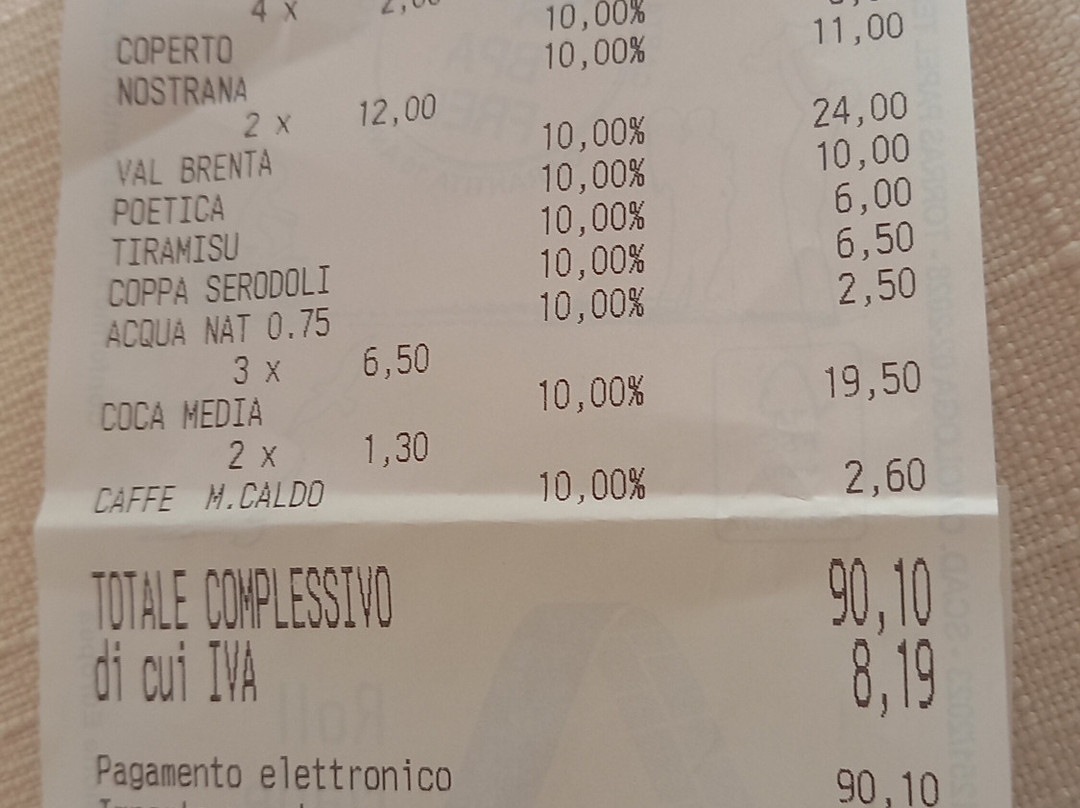 4 x 2,00
COPERTO 10,00%
NOSTRANA 10,00% 11,00
2 x 12,00
VAL BRENTA 10,00% 24,00
POETICA 10,00% 10,00
TIRAMISU 10,00% 6,00
COPPA SERODOLI 10,00% 6,50
ACQUA NAT 0.75 10,00% 2,50
3 x 6,50
COCA MEDIA 10,00% 19,50
2 x 1,30
CAFFE M.CALDO 10,00% 2,60
TOTALE COMPLESSIVO 90,10
di cui IVA 8,19
Pagamento elettronico 90,10